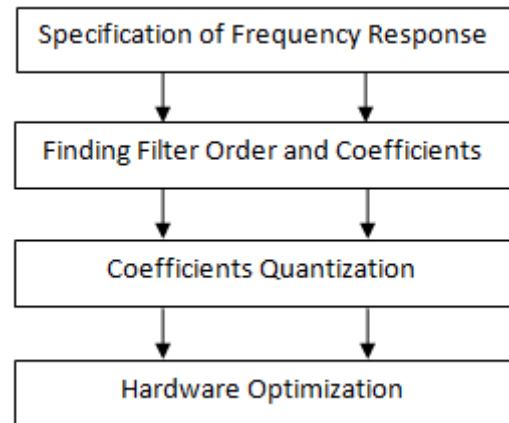 Specification of Frequency Response
Finding Filter Order and Coefficients
Coefficients Quantization
Hardware Optimization